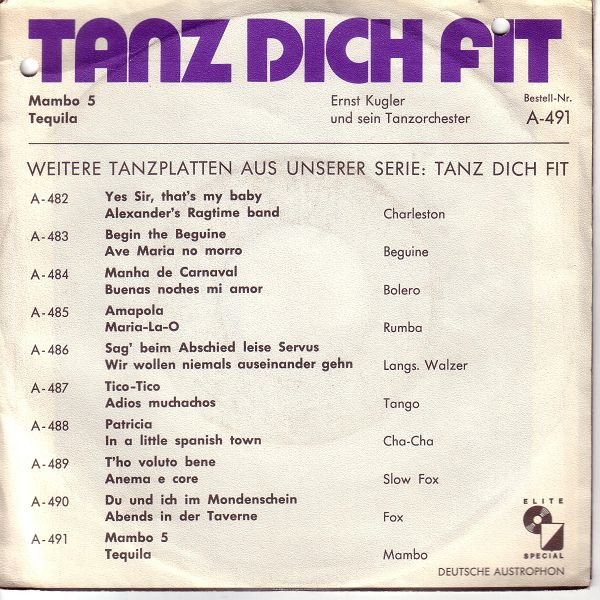 TANZ DICH FIT
Mambo 5 Ernst Kugler Bestell-Nr.
Tequila und sein Tanzorchester A-491
WEITERE TANZPLATTEN AUS UNSERER SERIE: TANZ DICH FIT
A-482 Yes Sir, that's my baby
Alexander's Ragtime band Charleston
A-483 Begin the Beguine
Ave Maria no morro Beguine
A-484 Manha de Carnaval
Buenas noches mi amor Bolero
A-485 Amapola
Maria-La-O Rumba
A-486 Sag' beim Abschied leise Servus
Wir wollen niemals auseinander gehn Langs. Walzer
A-487 Tico-Tico
Adios muchachos Tango
A-488 Patricia
In a little spanish town Cha-Cha
A-489 T'ho voluto bene
Anema e core Slow Fox
A-490 Du und ich im Mondenschein
Abends in der Taverne Fox
A-491 Mambo 5
Tequila Mambo
ELITE
SPECIAL
DEUTSCHE AUSTROPHON